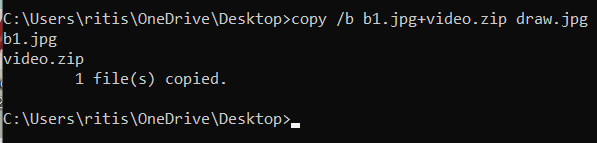 C:\Users\ritis\OneDrive\Desktop>copy /b b1.jpg+video.zip draw.jpg
b1.jpg
video.zip
        1 file(s) copied.
C:\Users\ritis\OneDrive\Desktop>